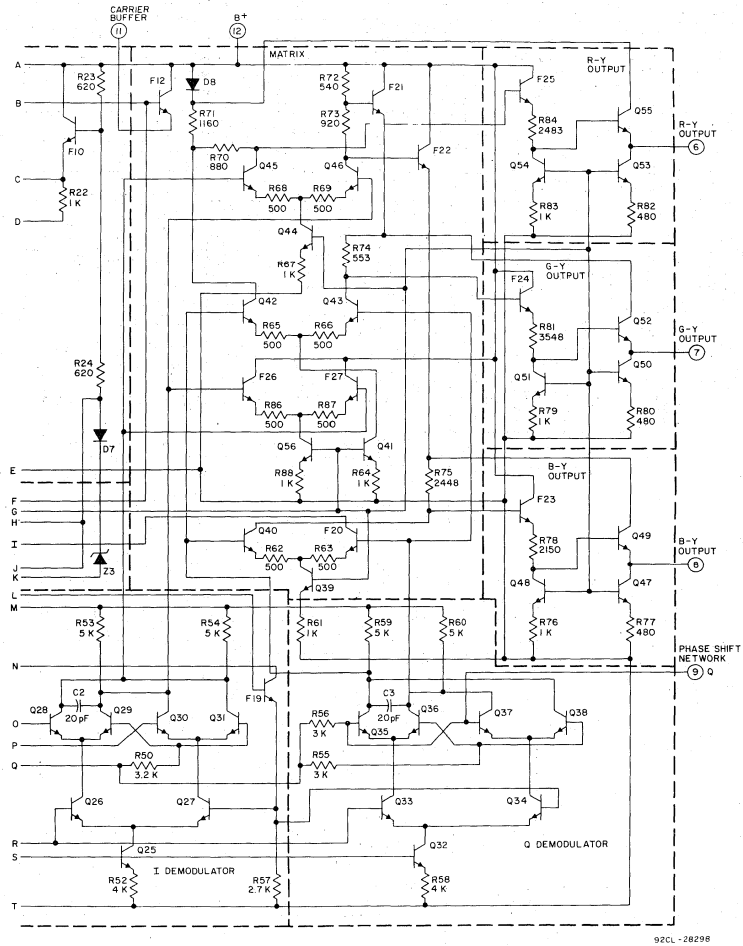 CARRIER
BUFFER
11
B+
12
MATRIX
A
R23
620
F12
D8
R72
540
F21
R-Y
OUTPUT
F25
B
R71
1160
R73
920
R84
2483
Q55
R-Y
OUTPUT
6
F10
R70
880
F22
C
Q45
Q46
Q54
Q53
R22
1K
R68
500
R69
500
R83
1K
R82
480
D
Q44
R67
1K
R74
553
F24
G-Y
OUTPUT
Q42
Q43
R65
500
R66
500
R81
3548
Q52
G-Y
OUTPUT
7
R24
620
F26
F27
Q51
Q50
R86
500
R87
500
R79
1K
R80
480
D7
Q56
Q41
B-Y
OUTPUT
E
R88
1K
R64
1K
R75
2448
F
G
H
F23
I
Q40
F20
R78
2150
Q49
B-Y
OUTPUT
8
J
K
Z3
R62
500
R63
500
Q48
Q47
Q39
L
M
R53
5K
R54
5K
R61
1K
R59
5K
R60
5K
R76
1K
R77
480
N
F19
PHASE SHIFT
NETWORK
9
Q
Q28
C2
20pF
Q29
Q30
Q31
C3
20pF
Q36
Q37
Q38
O
P
R56
3K
Q35
Q
R50
3.2K
R55
3K
Q26
Q27
Q33
Q34
R
S
Q25
Q32
I DEMODULATOR
Q DEMODULATOR
R52
4K
R57
2.7K
R58
4K
T
92CL-28298